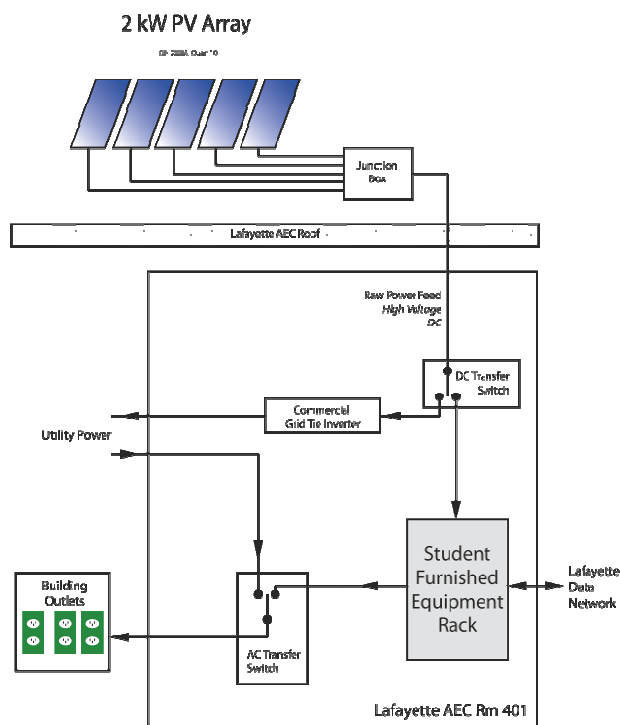 2 kW PV Array
Junction
Box
Lafayette AEC Roof
Raw Power Feed
High Voltage
DC
DC Transfer
Switch
Commercial
Grid Tie Inverter
Utility Power
Student
Furnished
Equipment
Rack
Lafayette
Data
Network
Building
Outlets
AC Transfer
Switch
Lafayette AEC Rm 401